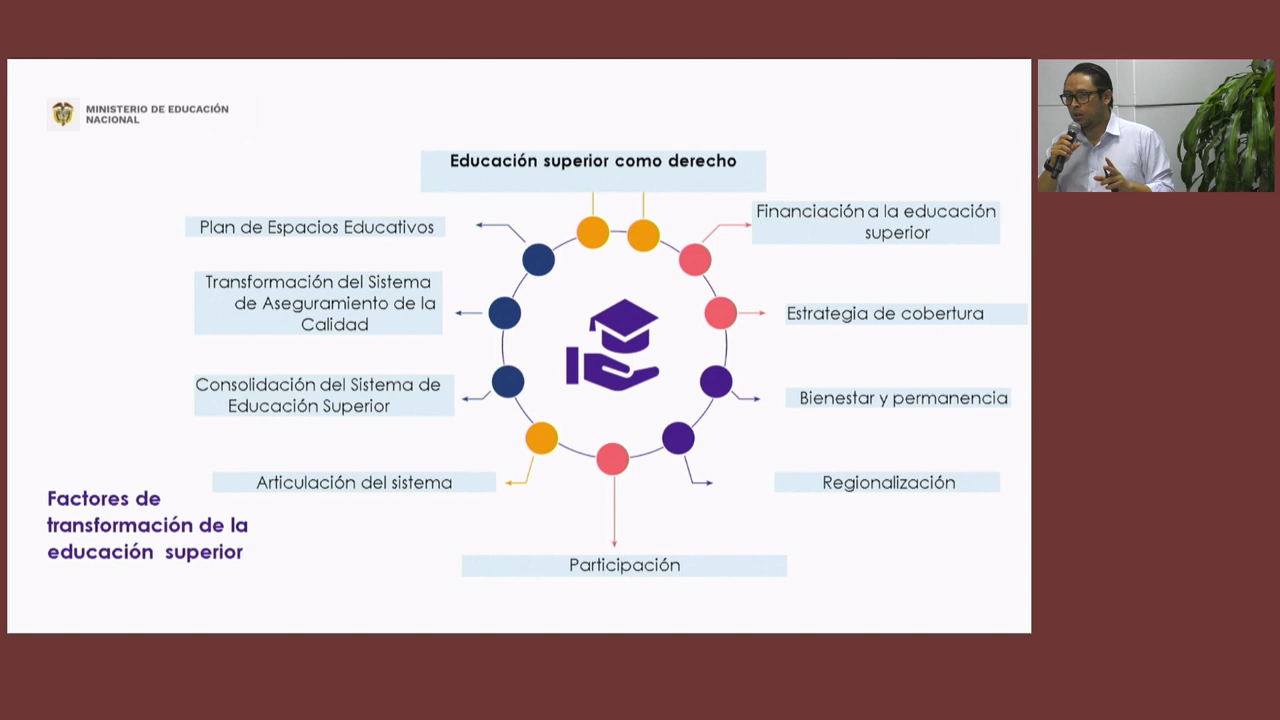 MINISTERIO DE EDUCACIÓN
NACIONAL
Educación superior como derecho
Plan de Espacios Educativos
Financiación a la educación
superior
Transformación del Sistema
de Aseguramiento de la
Calidad
Estrategia de cobertura
Consolidación del Sistema de
Educación Superior
Bienestar y permanencia
Articulación del sistema
Regionalización
Factores de
transformación de la
educación superior
Participación